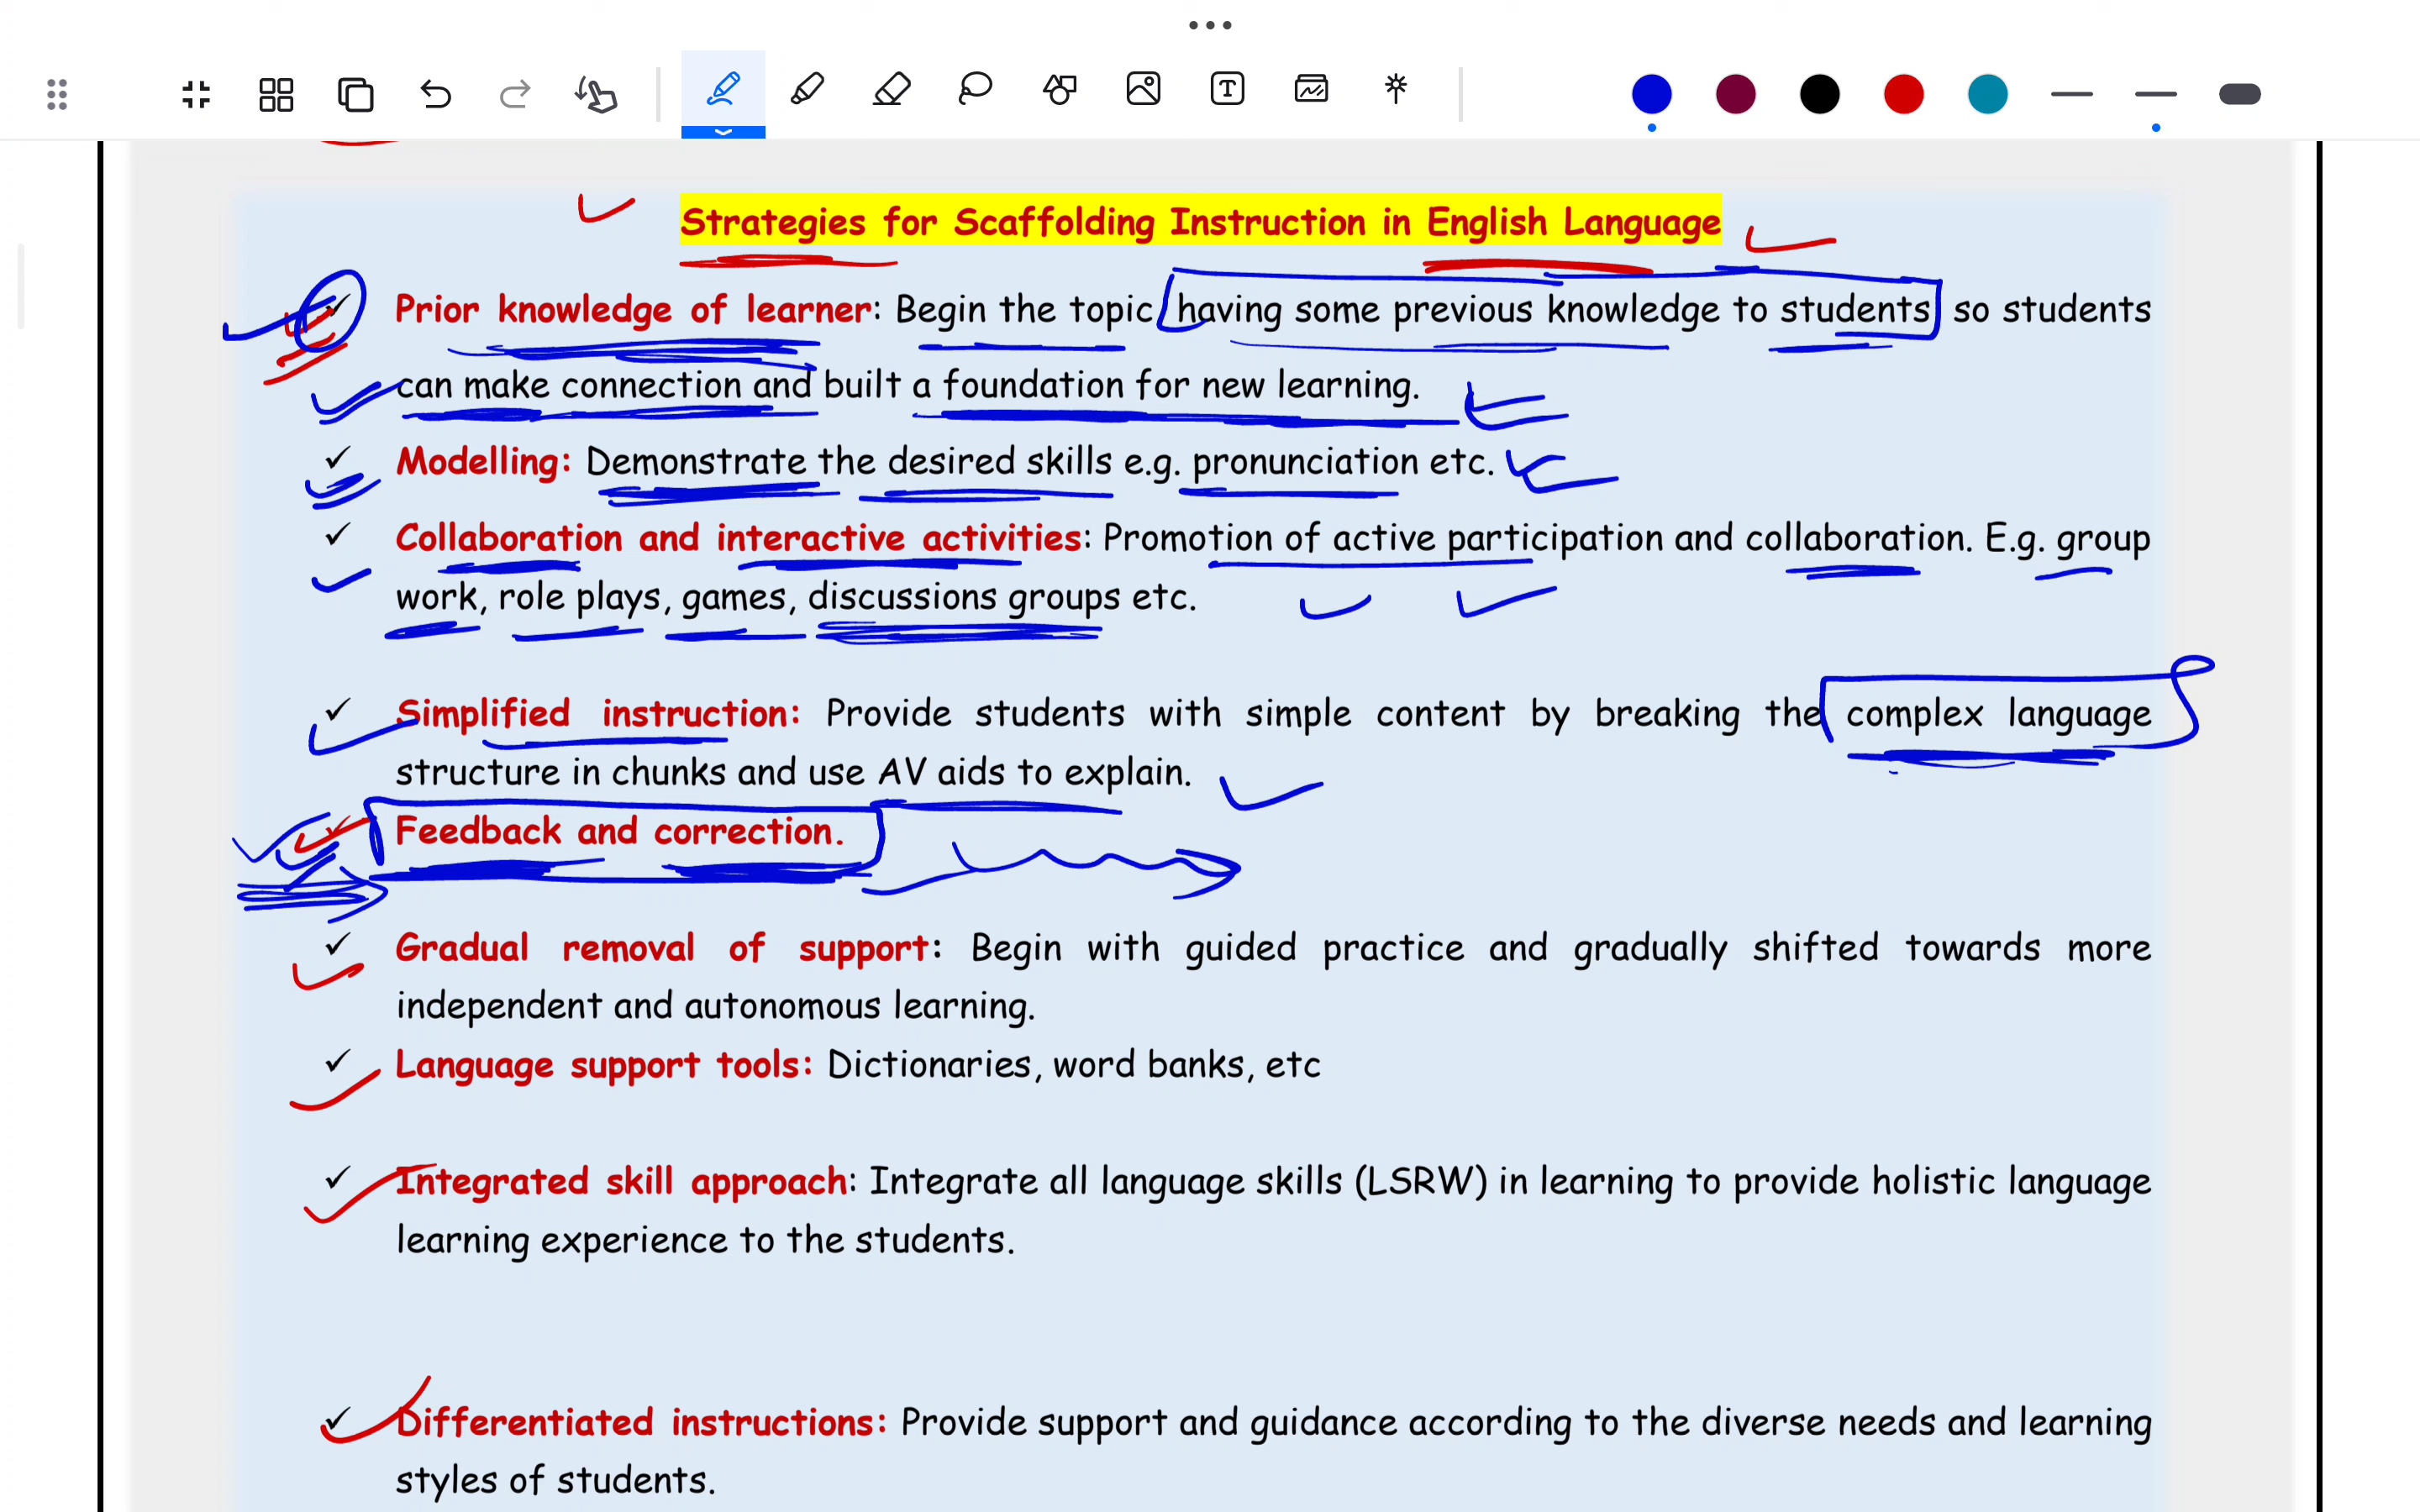 Strategies for Scaffolding Instruction in English Language
✓ Prior knowledge of learner: Begin the topic having some previous knowledge to students so students
can make connection and built a foundation for new learning.
✓ Modelling: Demonstrate the desired skills e.g. pronunciation etc.
✓ Collaboration and interactive activities: Promotion of active participation and collaboration. E.g. group
work, role plays, games, discussions groups etc.
✓ Simplified instruction: Provide students with simple content by breaking the complex language
structure in chunks and use AV aids to explain.
✓ Feedback and correction.
✓ Gradual removal of support: Begin with guided practice and gradually shifted towards more
independent and autonomous learning.
✓ Language support tools: Dictionaries, word banks, etc
✓ Integrated skill approach: Integrate all language skills (LSRW) in learning to provide holistic language
learning experience to the students.
✓ Differentiated instructions: Provide support and guidance according to the diverse needs and learning
styles of students.